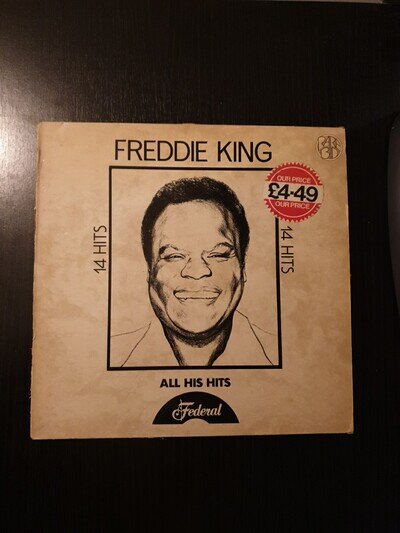 FREDDIE KING
OUR PRICE
£4·49
OUR PRICE
14 HITS
14 HITS
ALL HIS HITS
Federal